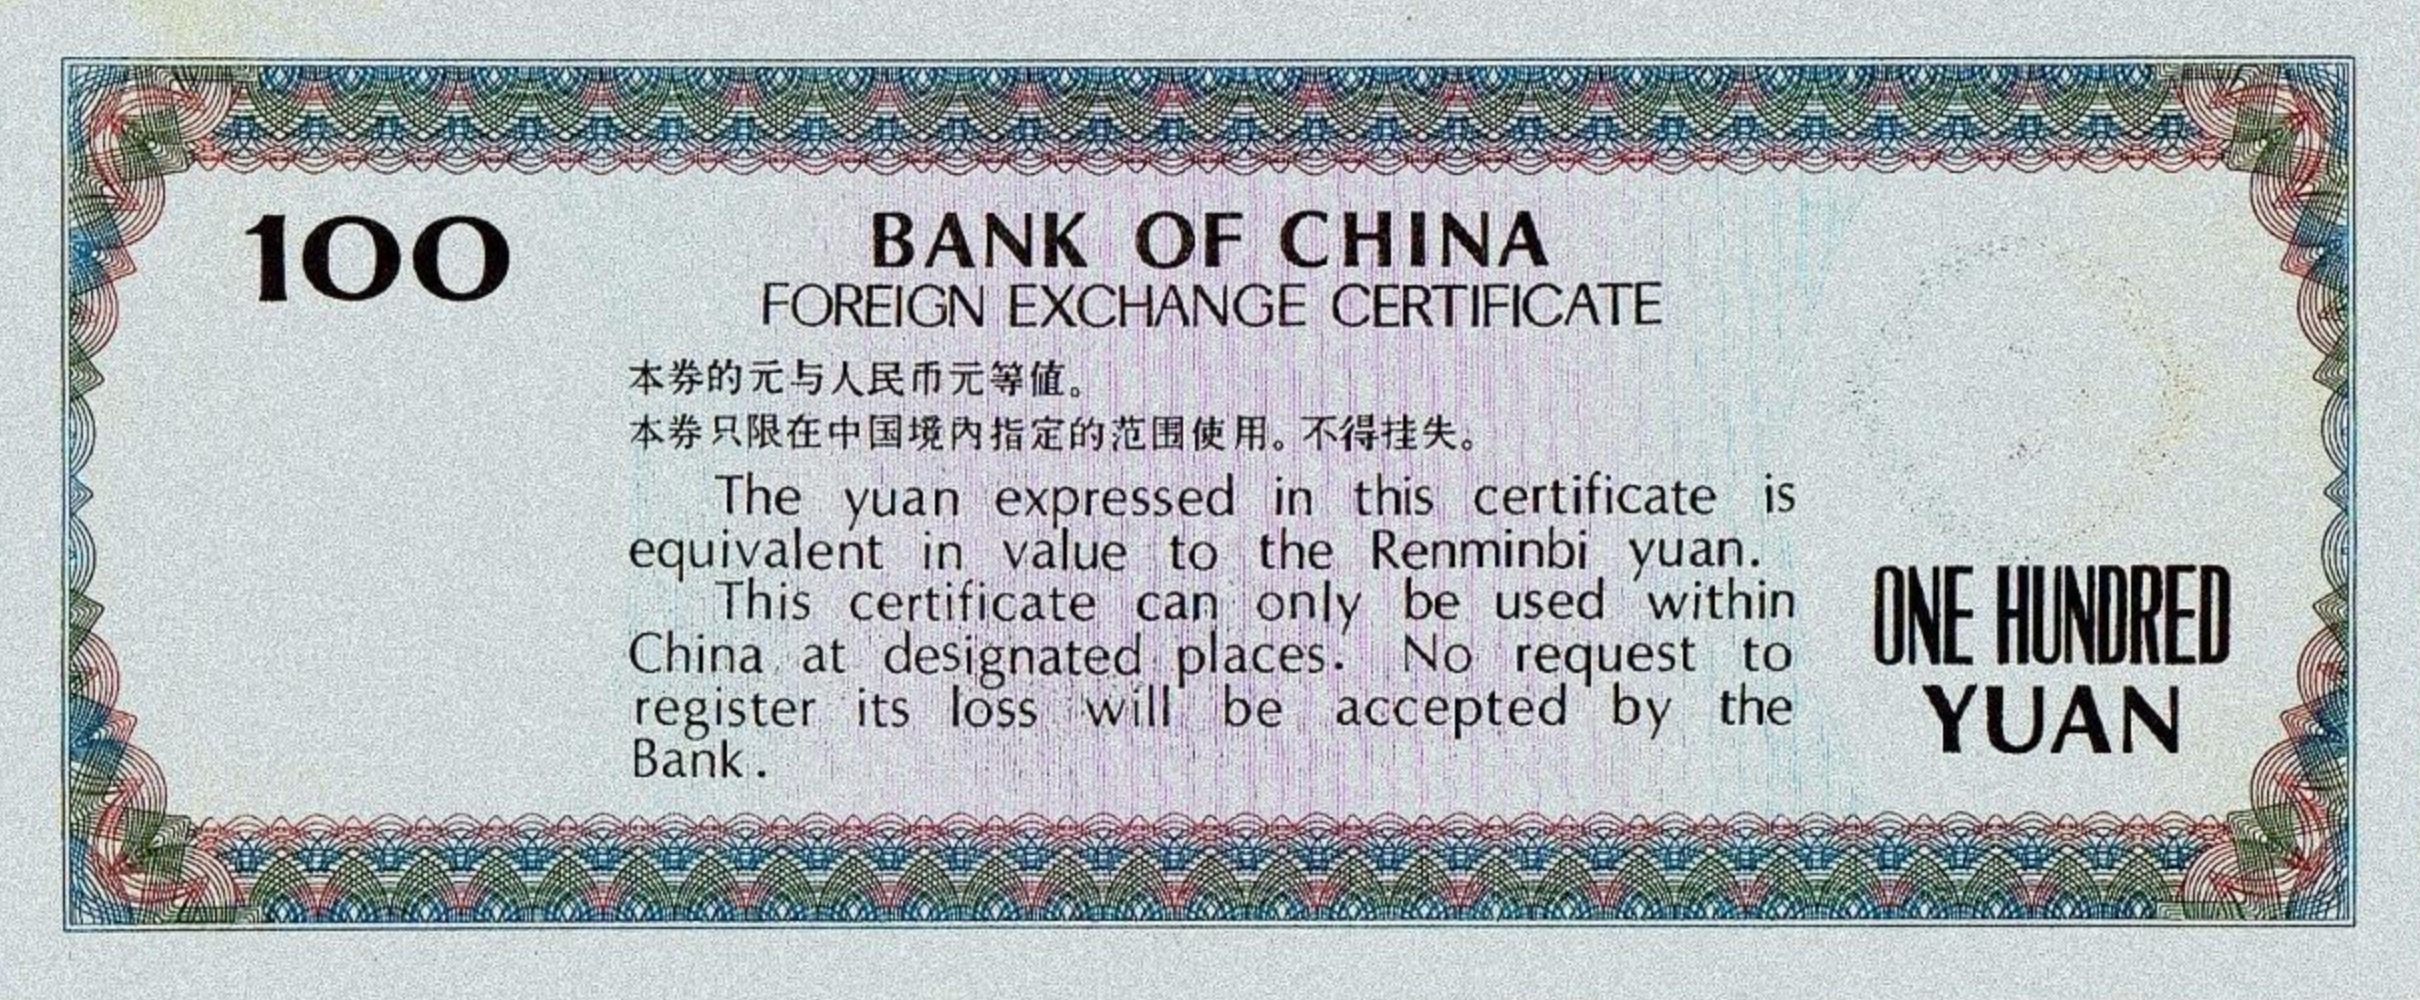 100
BANK OF CHINA
FOREIGN EXCHANGE CERTIFICATE
本券的元与人民币元等值。
本券只限在中国境内指定的范围使用。不得挂失。
The yuan expressed in this certificate is
equivalent in value to the Renminbi yuan.
This certificate can only be used within
China at designated places. No request to
register its loss will be accepted by the
Bank.
ONE HUNDRED
YUAN